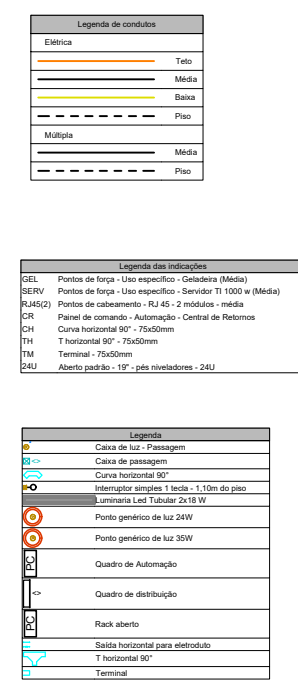 Legenda de condutos
Elétrica
Teto
Média
Baixa
Piso
Múltipla
Média
Piso
Legenda das indicações
GEL Pontos de força - Uso específico - Geladeira (Média)
SERV Pontos de força - Uso específico - Servidor TI 1000 w (Média)
RJ45(2) Pontos de cabeamento - RJ 45 - 2 módulos - média
CR Painel de comando - Automação - Central de Retornos
CH Curva horizontal 90° - 75x50mm
TH T horizontal 90° - 75x50mm
TM Terminal - 75x50mm
24U Aberto padrão - 19" - pés niveladores - 24U
Legenda
Caixa de luz - Passagem
<> Caixa de passagem
Curva horizontal 90°
Interruptor simples 1 tecla - 1,10m do piso
Luminaria Led Tubular 2x18 W
Ponto genérico de luz 24W
Ponto genérico de luz 35W
PC Quadro de Automação
<> Quadro de distribuição
PC Rack aberto
Saída horizontal para eletroduto
T horizontal 90°
Terminal